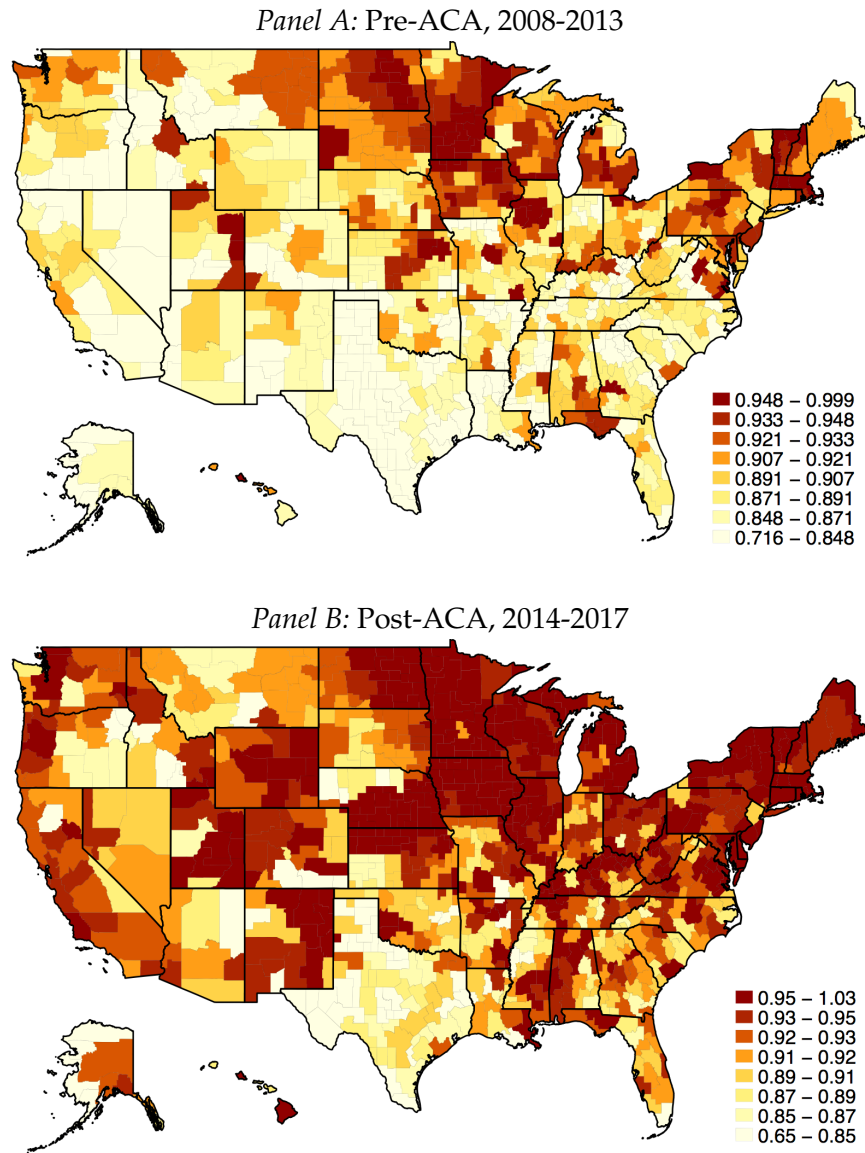 Panel A: Pre-ACA, 2008-2013
0.948 – 0.999
0.933 – 0.948
0.921 – 0.933
0.907 – 0.921
0.891 – 0.907
0.871 – 0.891
0.848 – 0.871
0.716 – 0.848
Panel B: Post-ACA, 2014-2017
0.95 – 1.03
0.93 – 0.95
0.92 – 0.93
0.91 – 0.92
0.89 – 0.91
0.87 – 0.89
0.85 – 0.87
0.65 – 0.85